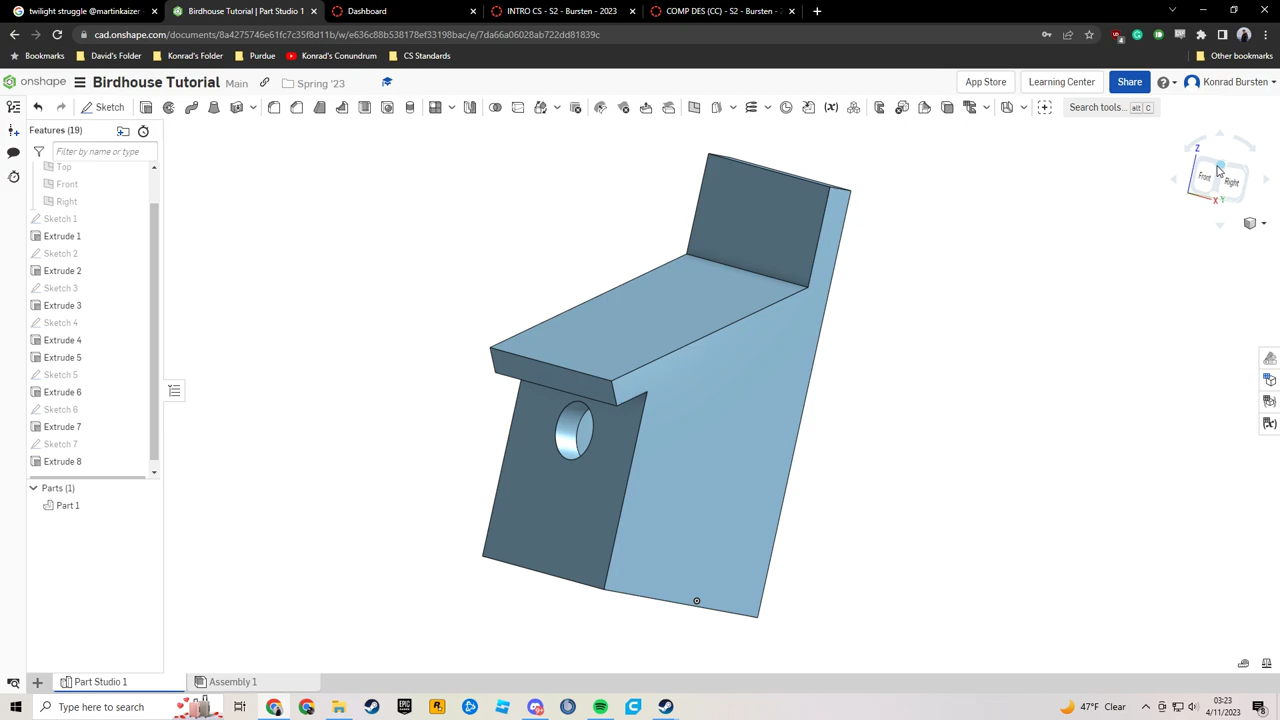 twilight struggle @martinkaizer
Birdhouse Tutorial | Part Studio 1
Dashboard
INTRO CS - S2 - Bursten - 2023
COMP DES (CC) - S2 - Bursten -
cad.onshape.com/documents/8a4275746e61fc7c35f8d11b/w/e636c88b538178ef33198bac/e/7da66a06028ab722dd81839c
Bookmarks
David's Folder
Konrad's Folder
Purdue
Konrad's Conundrum
CS Standards
Other bookmarks
onshape
Birdhouse Tutorial
Main
Spring '23
App Store
Learning Center
Share
Konrad Bursten
Sketch
Search tools...
alt
C
Features (19)
Filter by name or type
Top
Front
Right
Sketch 1
Extrude 1
Sketch 2
Extrude 2
Sketch 3
Extrude 3
Sketch 4
Extrude 4
Extrude 5
Sketch 5
Extrude 6
Sketch 6
Extrude 7
Sketch 7
Extrude 8
Parts (1)
Part 1
Z
Front
Right
X
Y
Part Studio 1
Assembly 1
Type here to search
47°F Clear
03:23
4/11/2023